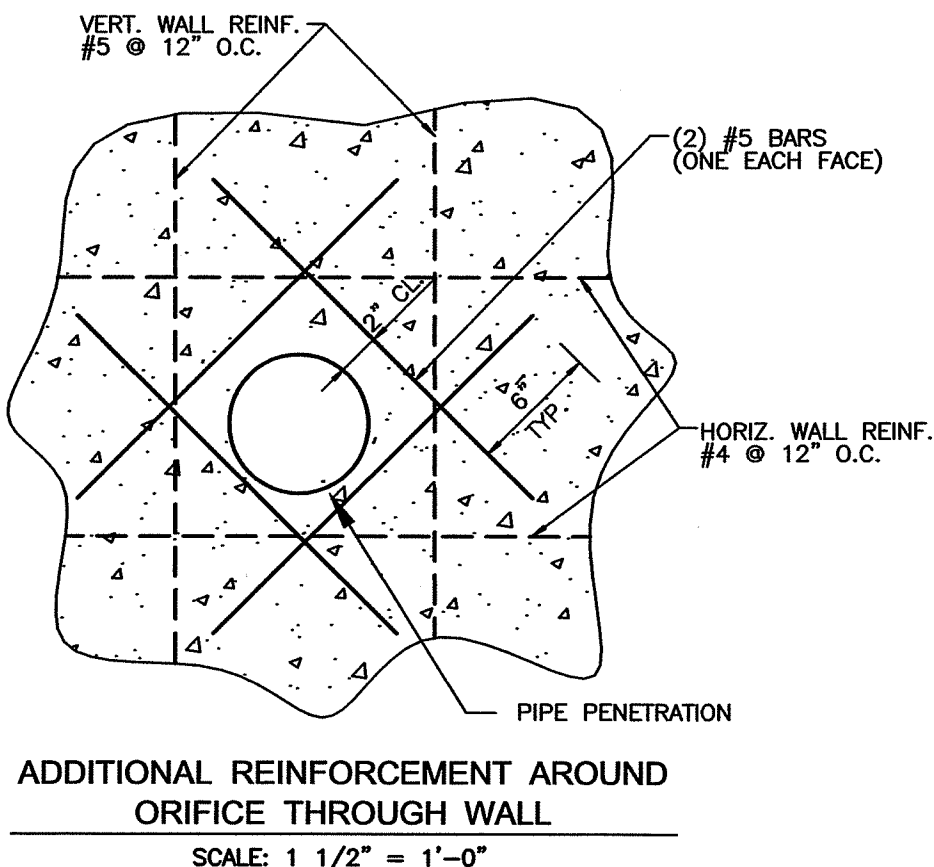 VERT. WALL REINF.
#5 @ 12" O.C.
(2) #5 BARS
(ONE EACH FACE)
2" CL.
6"
TYP.
HORIZ. WALL REINF.
#4 @ 12" O.C.
PIPE PENETRATION
ADDITIONAL REINFORCEMENT AROUND
ORIFICE THROUGH WALL
SCALE: 1 1/2" = 1'-0"